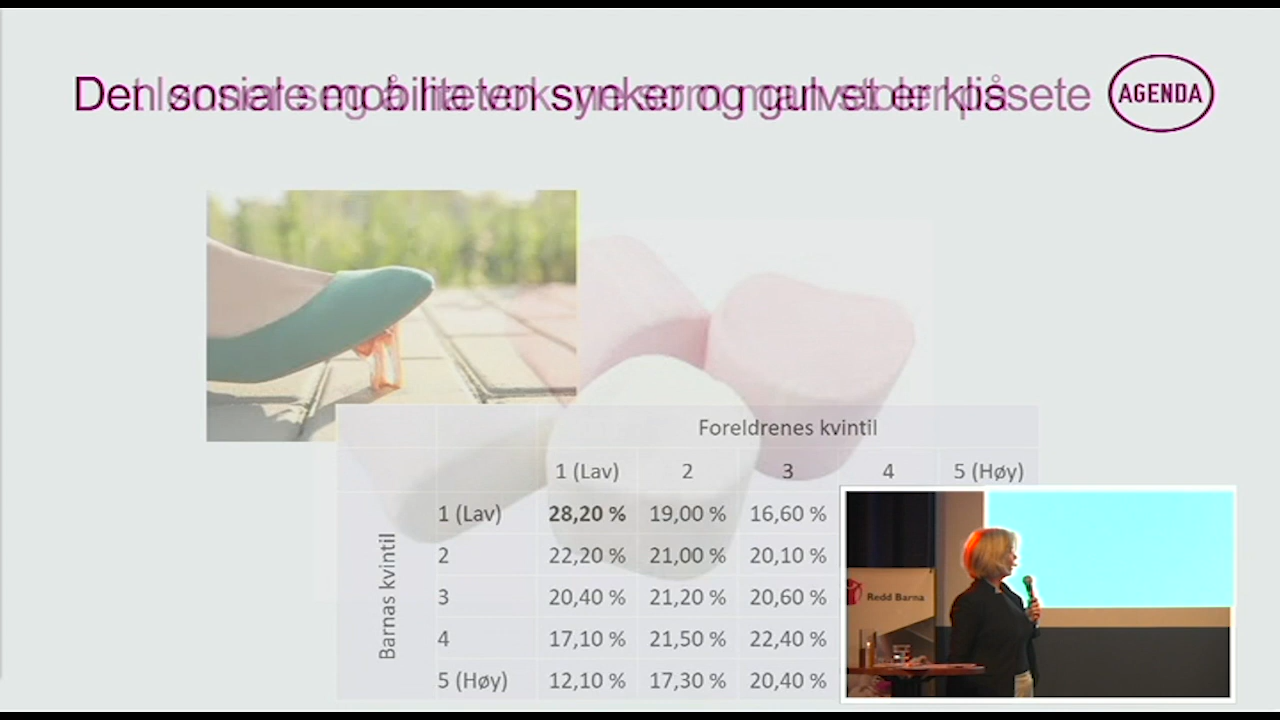 Den sosiale mobiliteten synker og gulvet er klissete
AGENDA
Foreldrenes kvintil
1 (Lav) 2 3 4 5 (Høy)
Barnas kvintil
1 (Lav) 28,20 % 19,00 % 16,60 %
2 22,20 % 21,00 % 20,10 %
3 20,40 % 21,20 % 20,60 %
4 17,10 % 21,50 % 22,40 %
5 (Høy) 12,10 % 17,30 % 20,40 %
Redd Barna